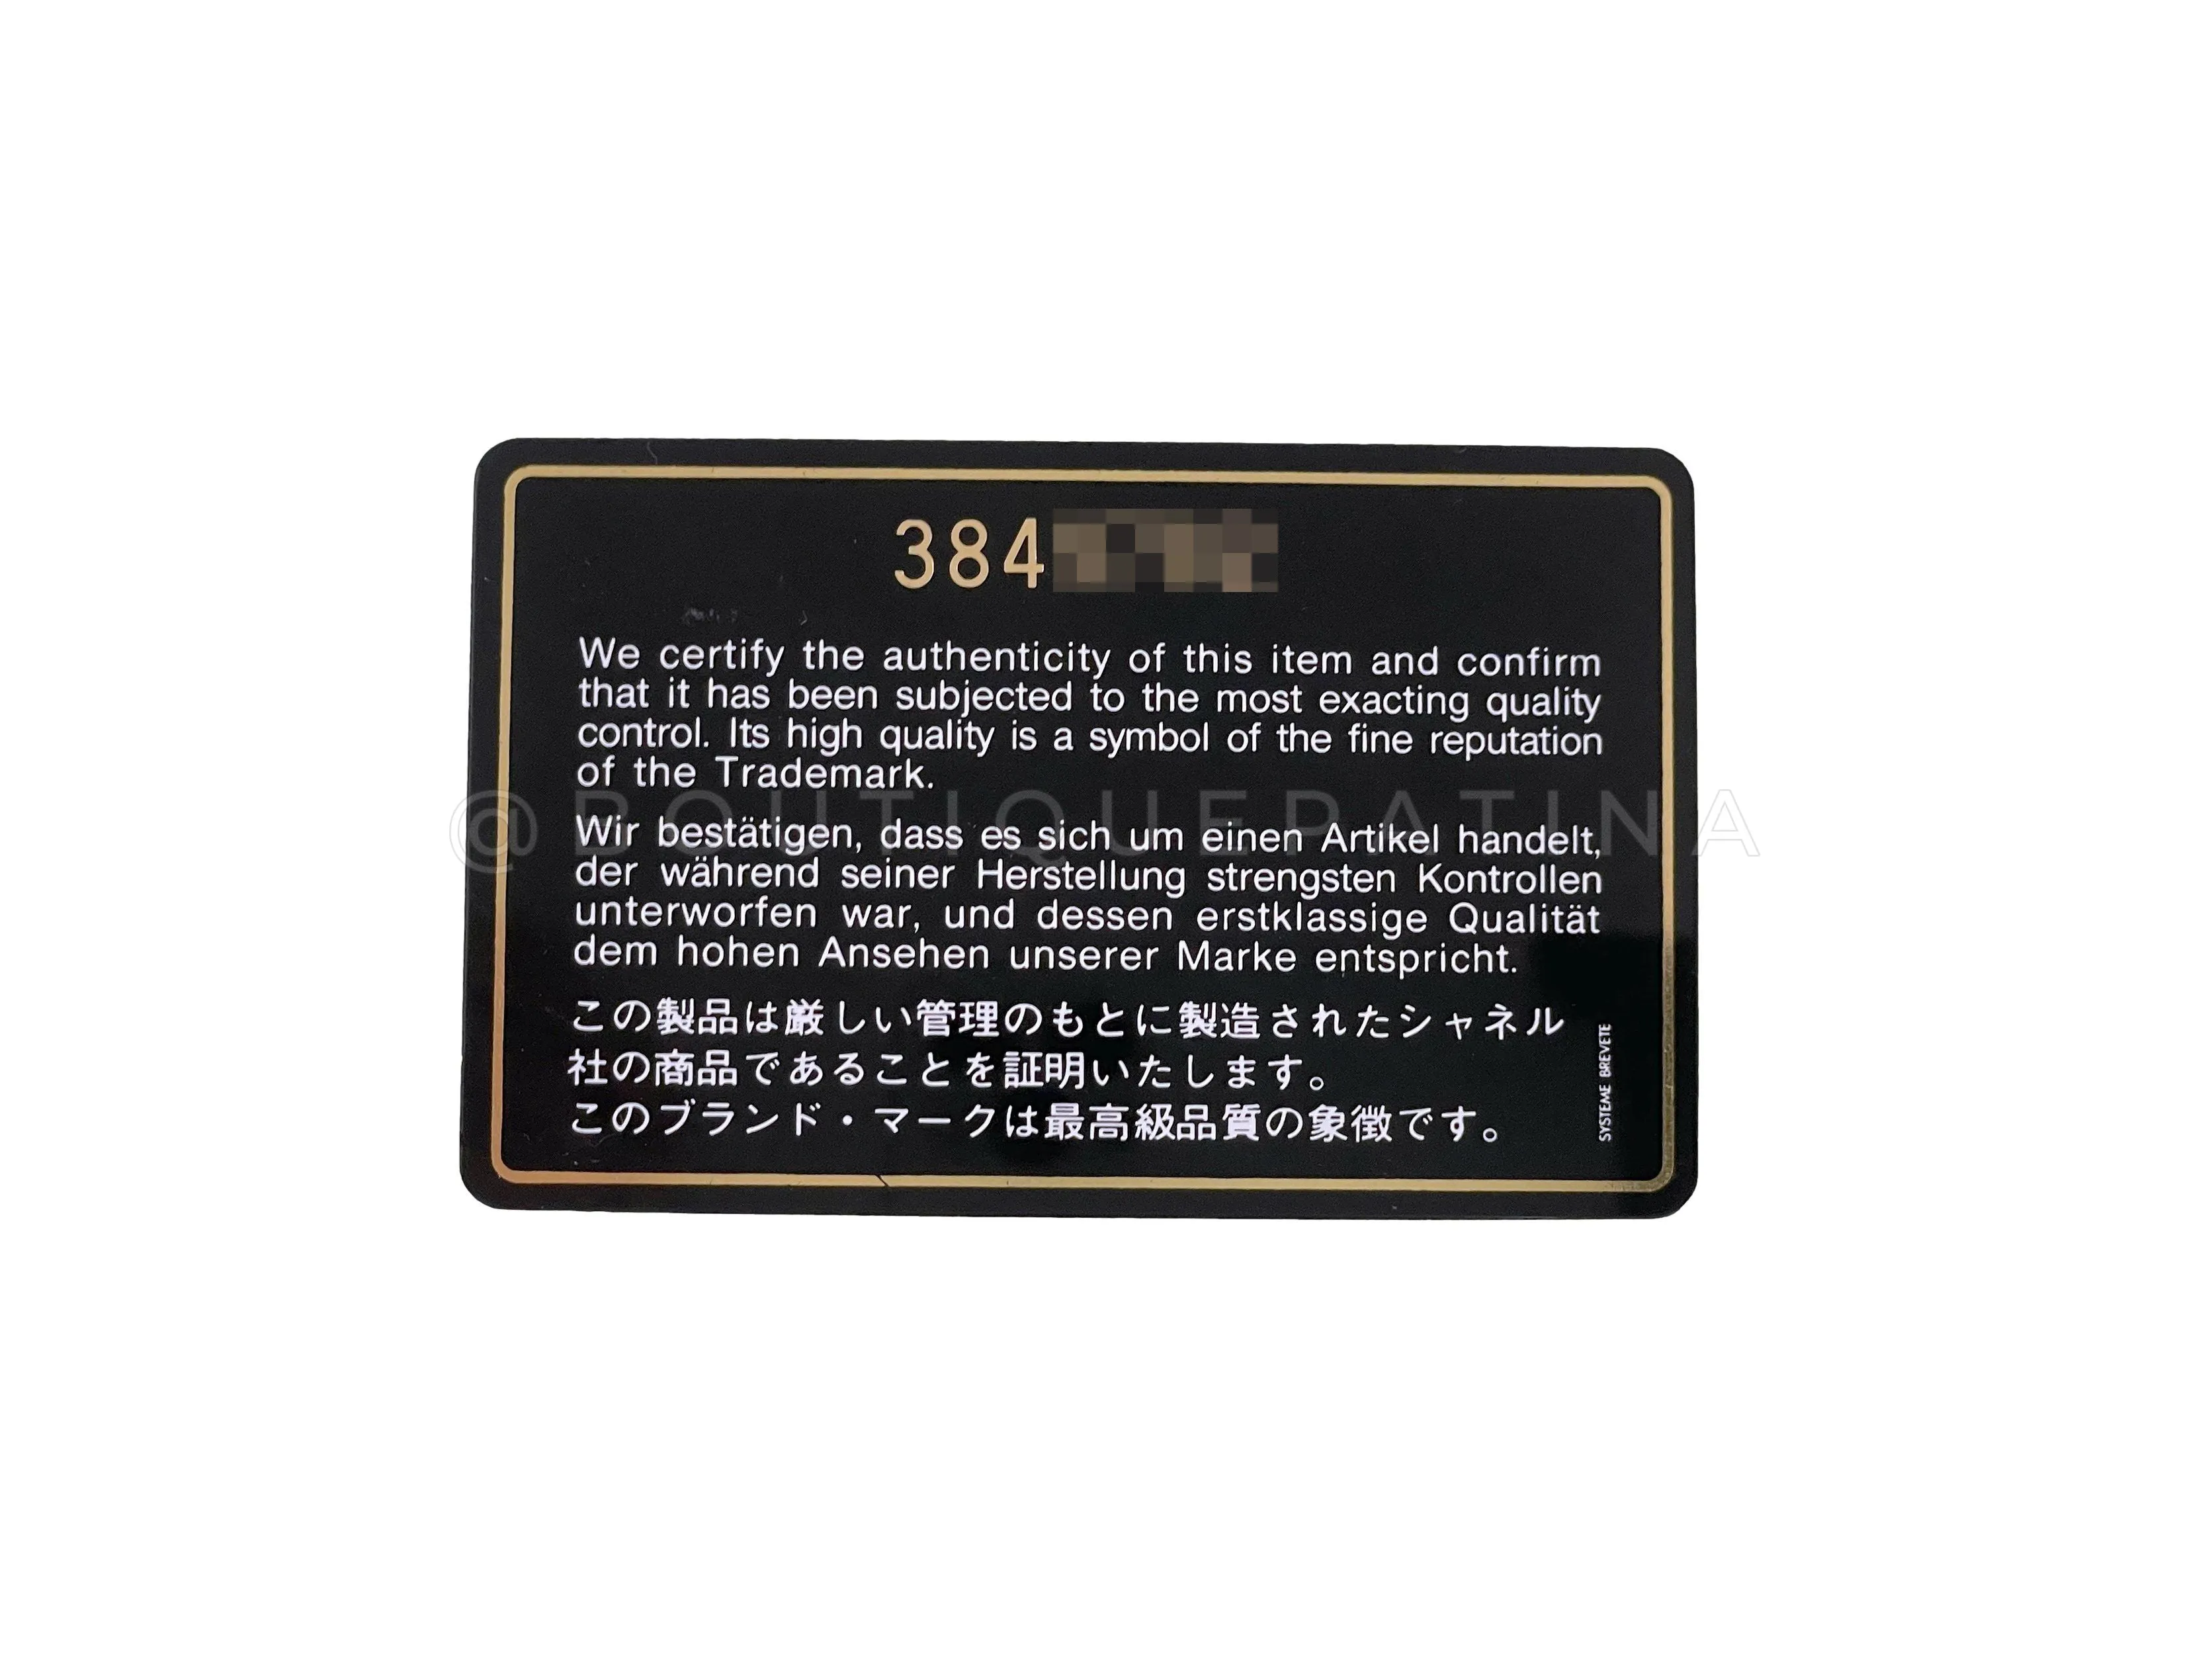 384
We certify the authenticity of this item and confirm
that it has been subjected to the most exacting quality
control. Its high quality is a symbol of the fine reputation
of the Trademark.
@BOUTIQUEPATINA
Wir bestätigen, dass es sich um einen Artikel handelt,
der während seiner Herstellung strengsten Kontrollen
unterworfen war, und dessen erstklassige Qualität
dem hohen Ansehen unserer Marke entspricht.
この製品は厳しい管理のもとに製造されたシャネル
社の商品であることを証明いたします。
このブランド・マークは最高級品質の象徴です。
SYSTEME BREVETE